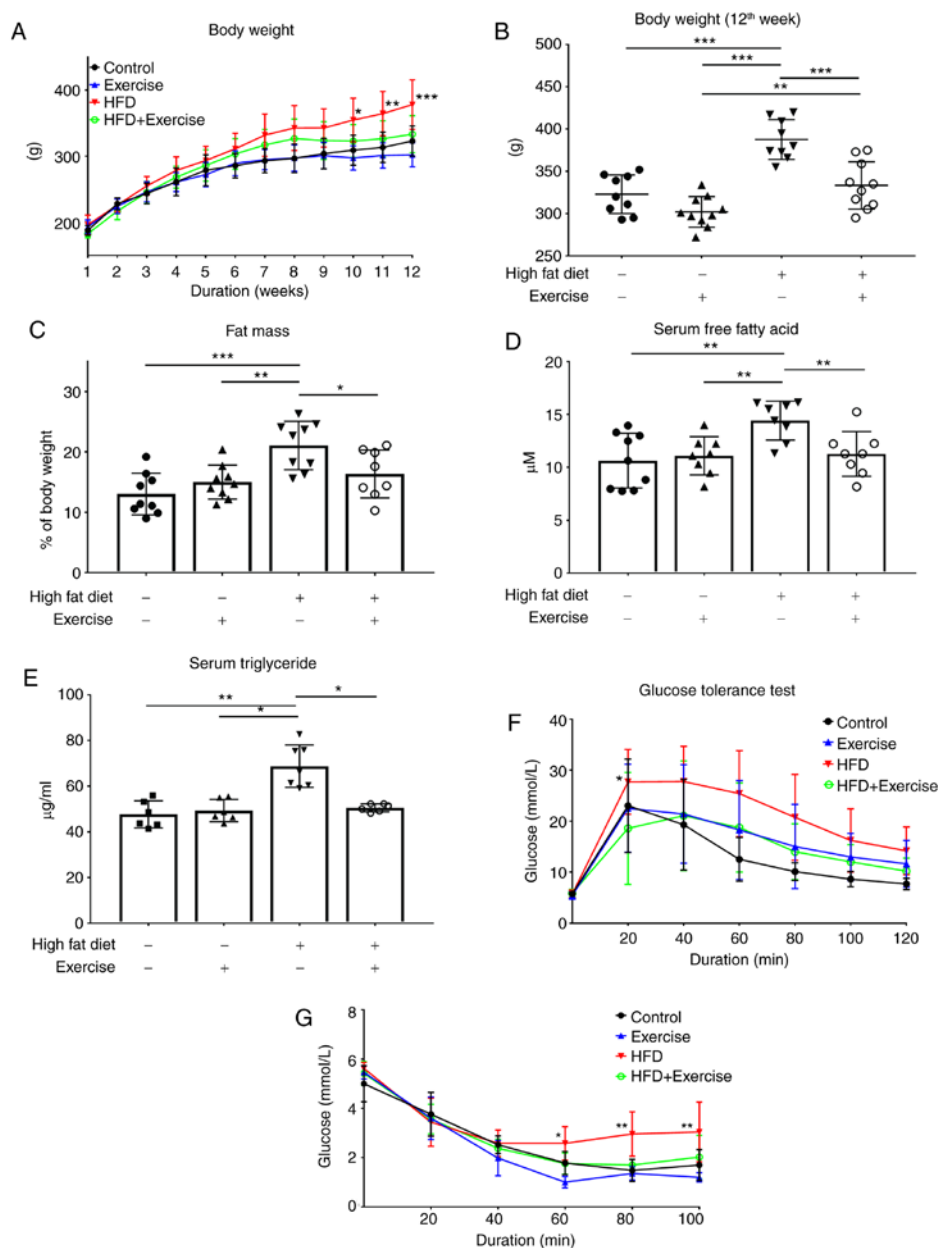 A
Body weight
Control
Exercise
HFD
HFD+Exercise
400
300
200
(g)
* ** ***
1 2 3 4 5 6 7 8 9 10 11 12
Duration (weeks)
B
Body weight (12th week)
500
450
400
350
300
250
(g)
***
***
***
**
High fat diet − − + +
Exercise − + − +
C
Fat mass
30
20
10
0
% of body weight
***
**
*
High fat diet − − + +
Exercise − + − +
D
Serum free fatty acid
20
15
10
5
0
µM
**
**
**
High fat diet − − + +
Exercise − + − +
E
Serum triglyceride
100
80
60
40
20
0
µg/ml
**
*
*
High fat diet − − + +
Exercise − + − +
F
Glucose tolerance test
Control
Exercise
HFD
HFD+Exercise
40
30
20
10
0
Glucose (mmol/L)
*
20 40 60 80 100 120
Duration (min)
G
Control
Exercise
HFD
HFD+Exercise
8
6
4
2
0
Glucose (mmol/L)
* ** **
20 40 60 80 100
Duration (min)